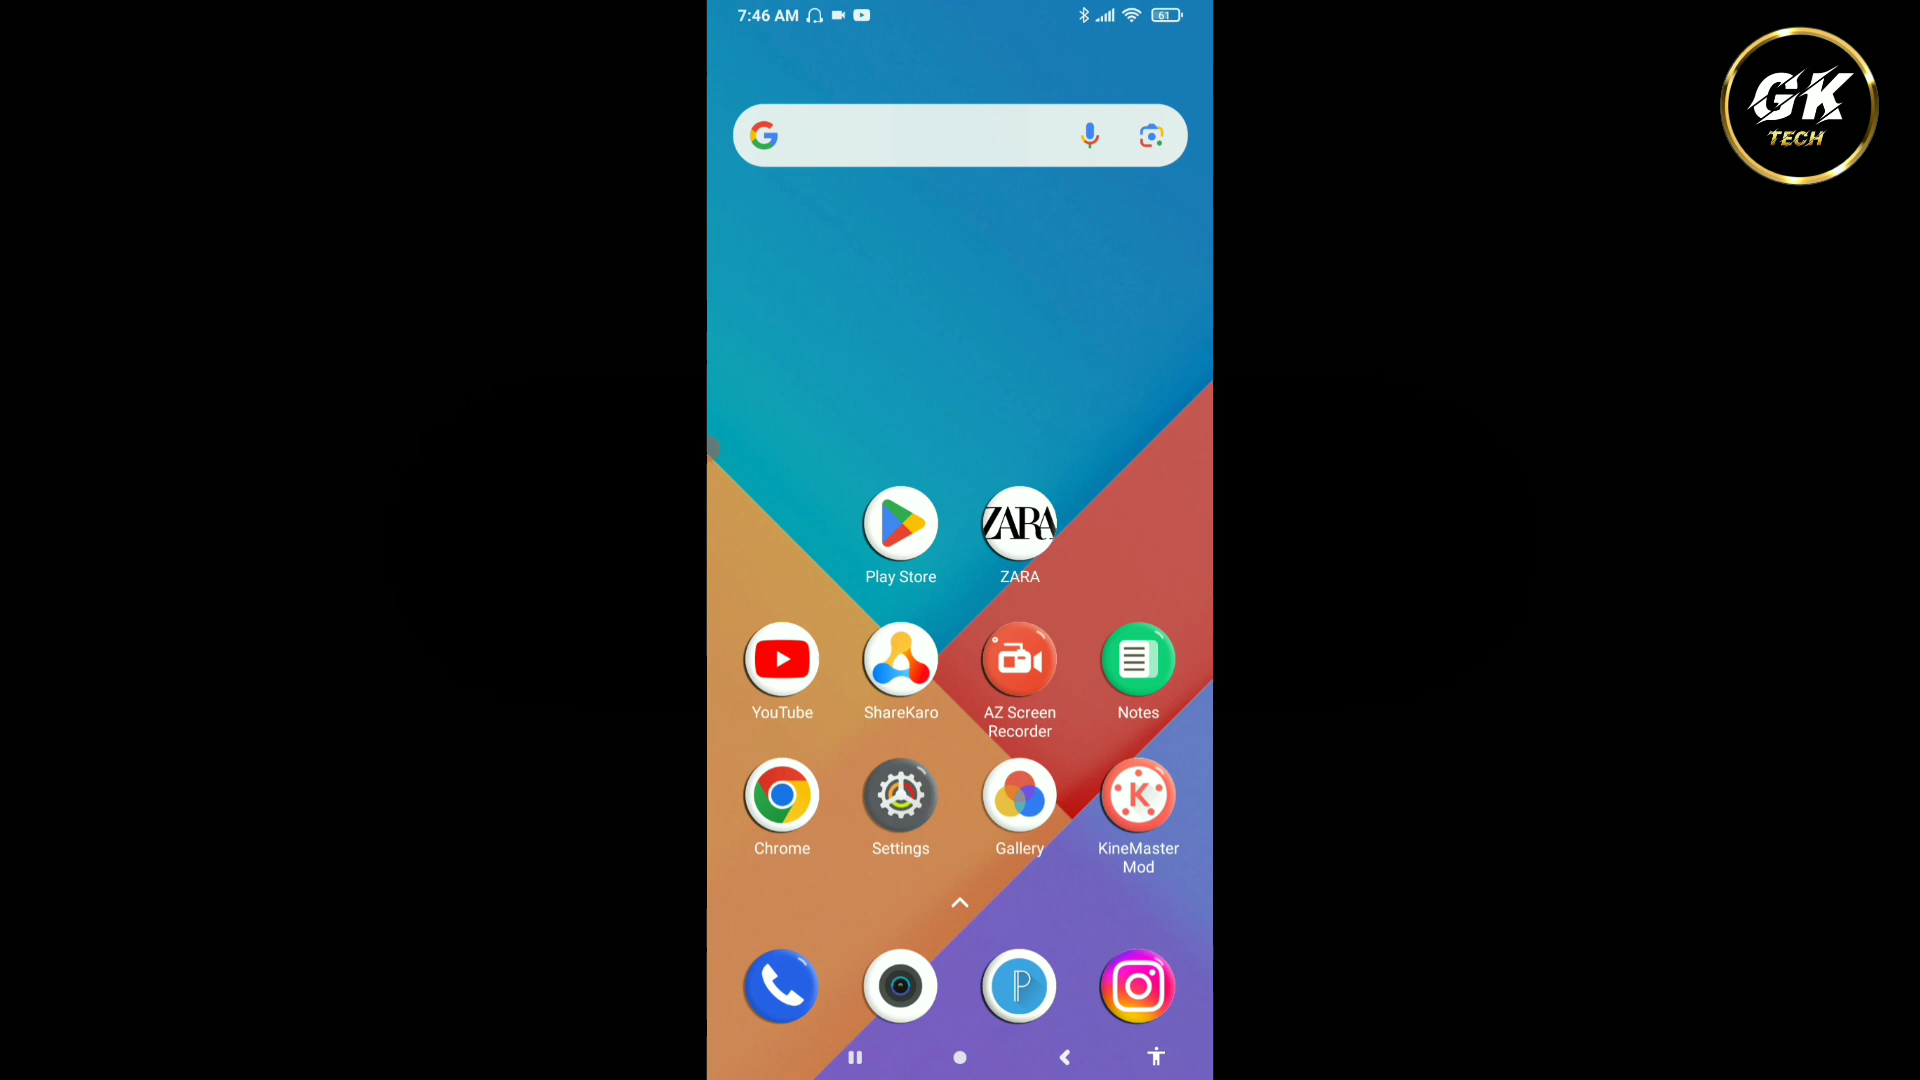 7:46 AM
61
GK
TECH
ZARA
Play Store
ZARA
YouTube
ShareKaro
AZ Screen
Recorder
Notes
Chrome
Settings
Gallery
K
KineMaster
Mod
P